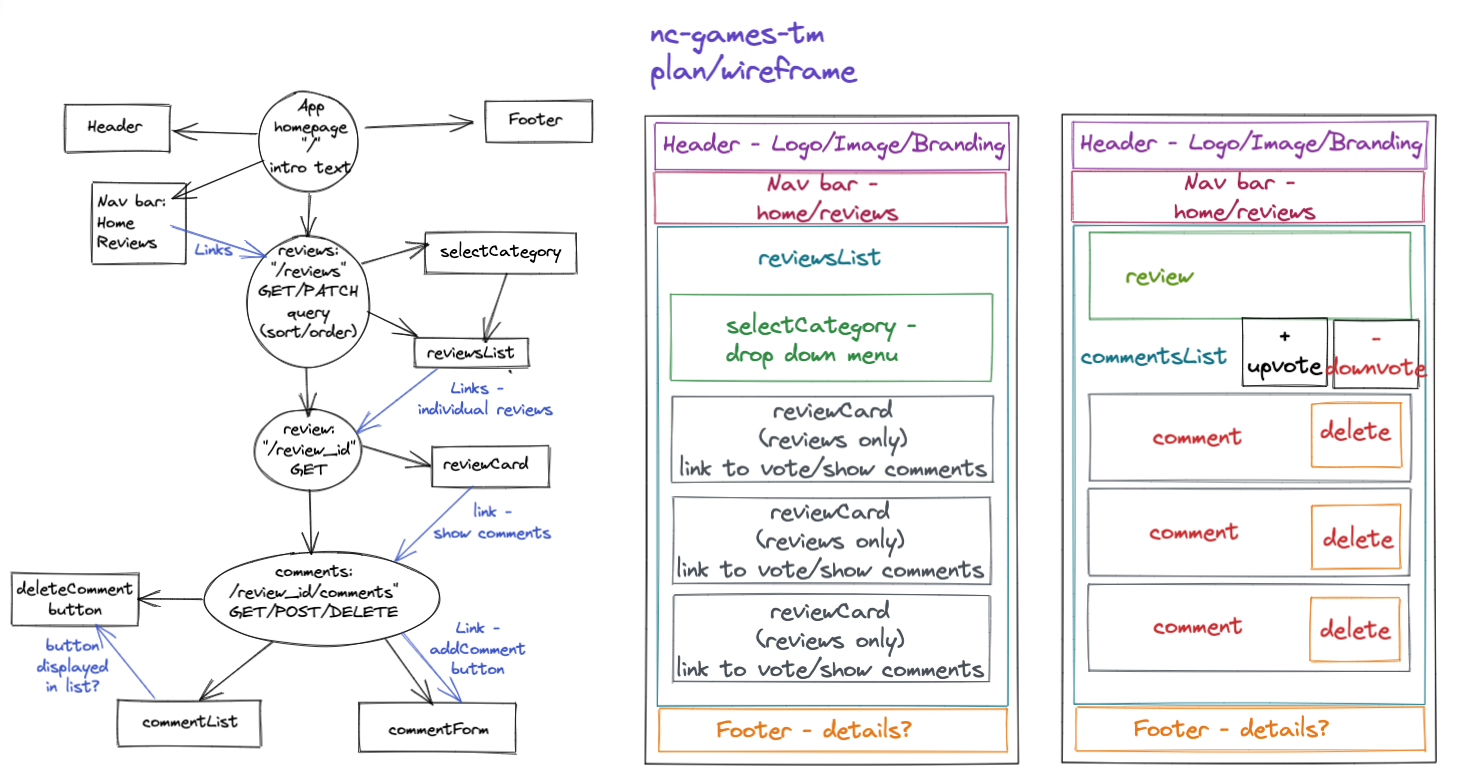 nc-games-tm
plan/wireframe
App
homepage
"/"
intro text
Header
Footer
Nav bar:
Home
Reviews
Links
reviews:
"/reviews"
GET/PATCH
query
(sort/order)
selectCategory
reviewsList
Links -
individual reviews
review:
"/review_id"
GET
reviewCard
link -
show comments
comments:
/review_id/comments"
GET/POST/DELETE
deleteComment
button
button
displayed
in list?
Link -
addComment
button
commentList
commentForm
Header - Logo/Image/Branding
Nav bar -
home/reviews
reviewsList
selectCategory -
drop down menu
reviewCard
(reviews only)
link to vote/show comments
reviewCard
(reviews only)
link to vote/show comments
reviewCard
(reviews only)
link to vote/show comments
Footer - details?
Header - Logo/Image/Branding
Nav bar -
home/reviews
review
commentsList
+
upvote
-
downvote
comment
delete
comment
delete
comment
delete
Footer - details?